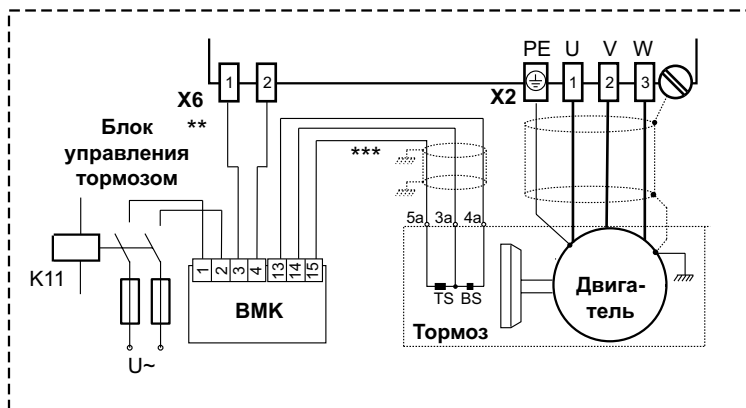 PE U V W
1 2 1 2 3
X6 X2
**
Блок
управления
тормозом
***
5a 3a 4a
K11
1 2 3 4 13 14 15
BMK
TS BS
Двига-
тель
Тормоз
U~